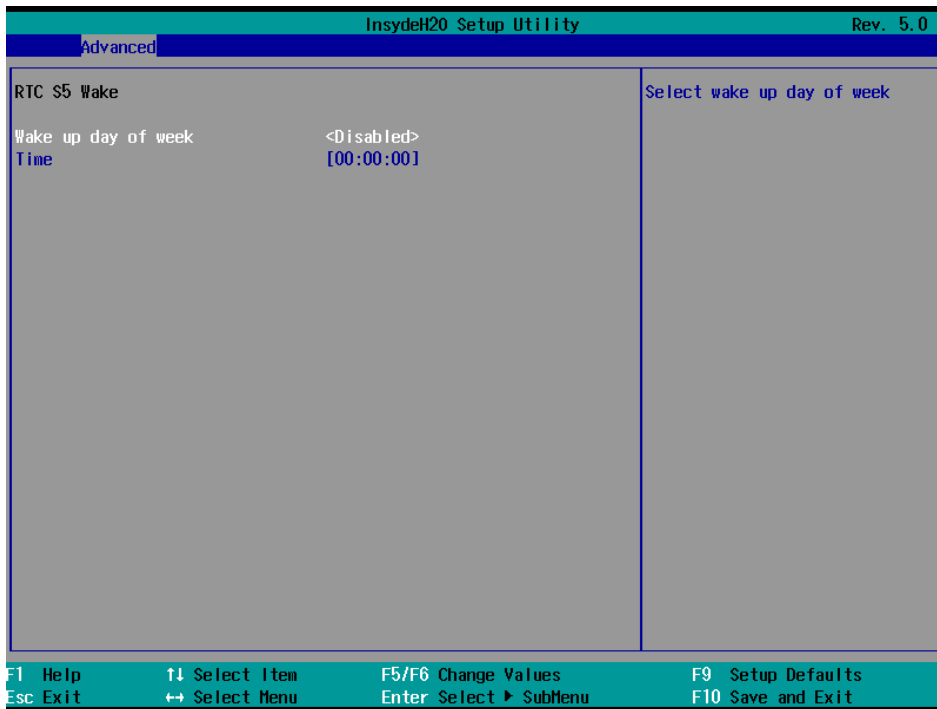 InsydeH20 Setup Utility Rev. 5.0
Advanced
RTC S5 Wake
Wake up day of week <Disabled>
Time [00:00:00]
Select wake up day of week
F1 Help ↑↓ Select Item F5/F6 Change Values F9 Setup Defaults
Esc Exit ↔ Select Menu Enter Select ▶ SubMenu F10 Save and Exit